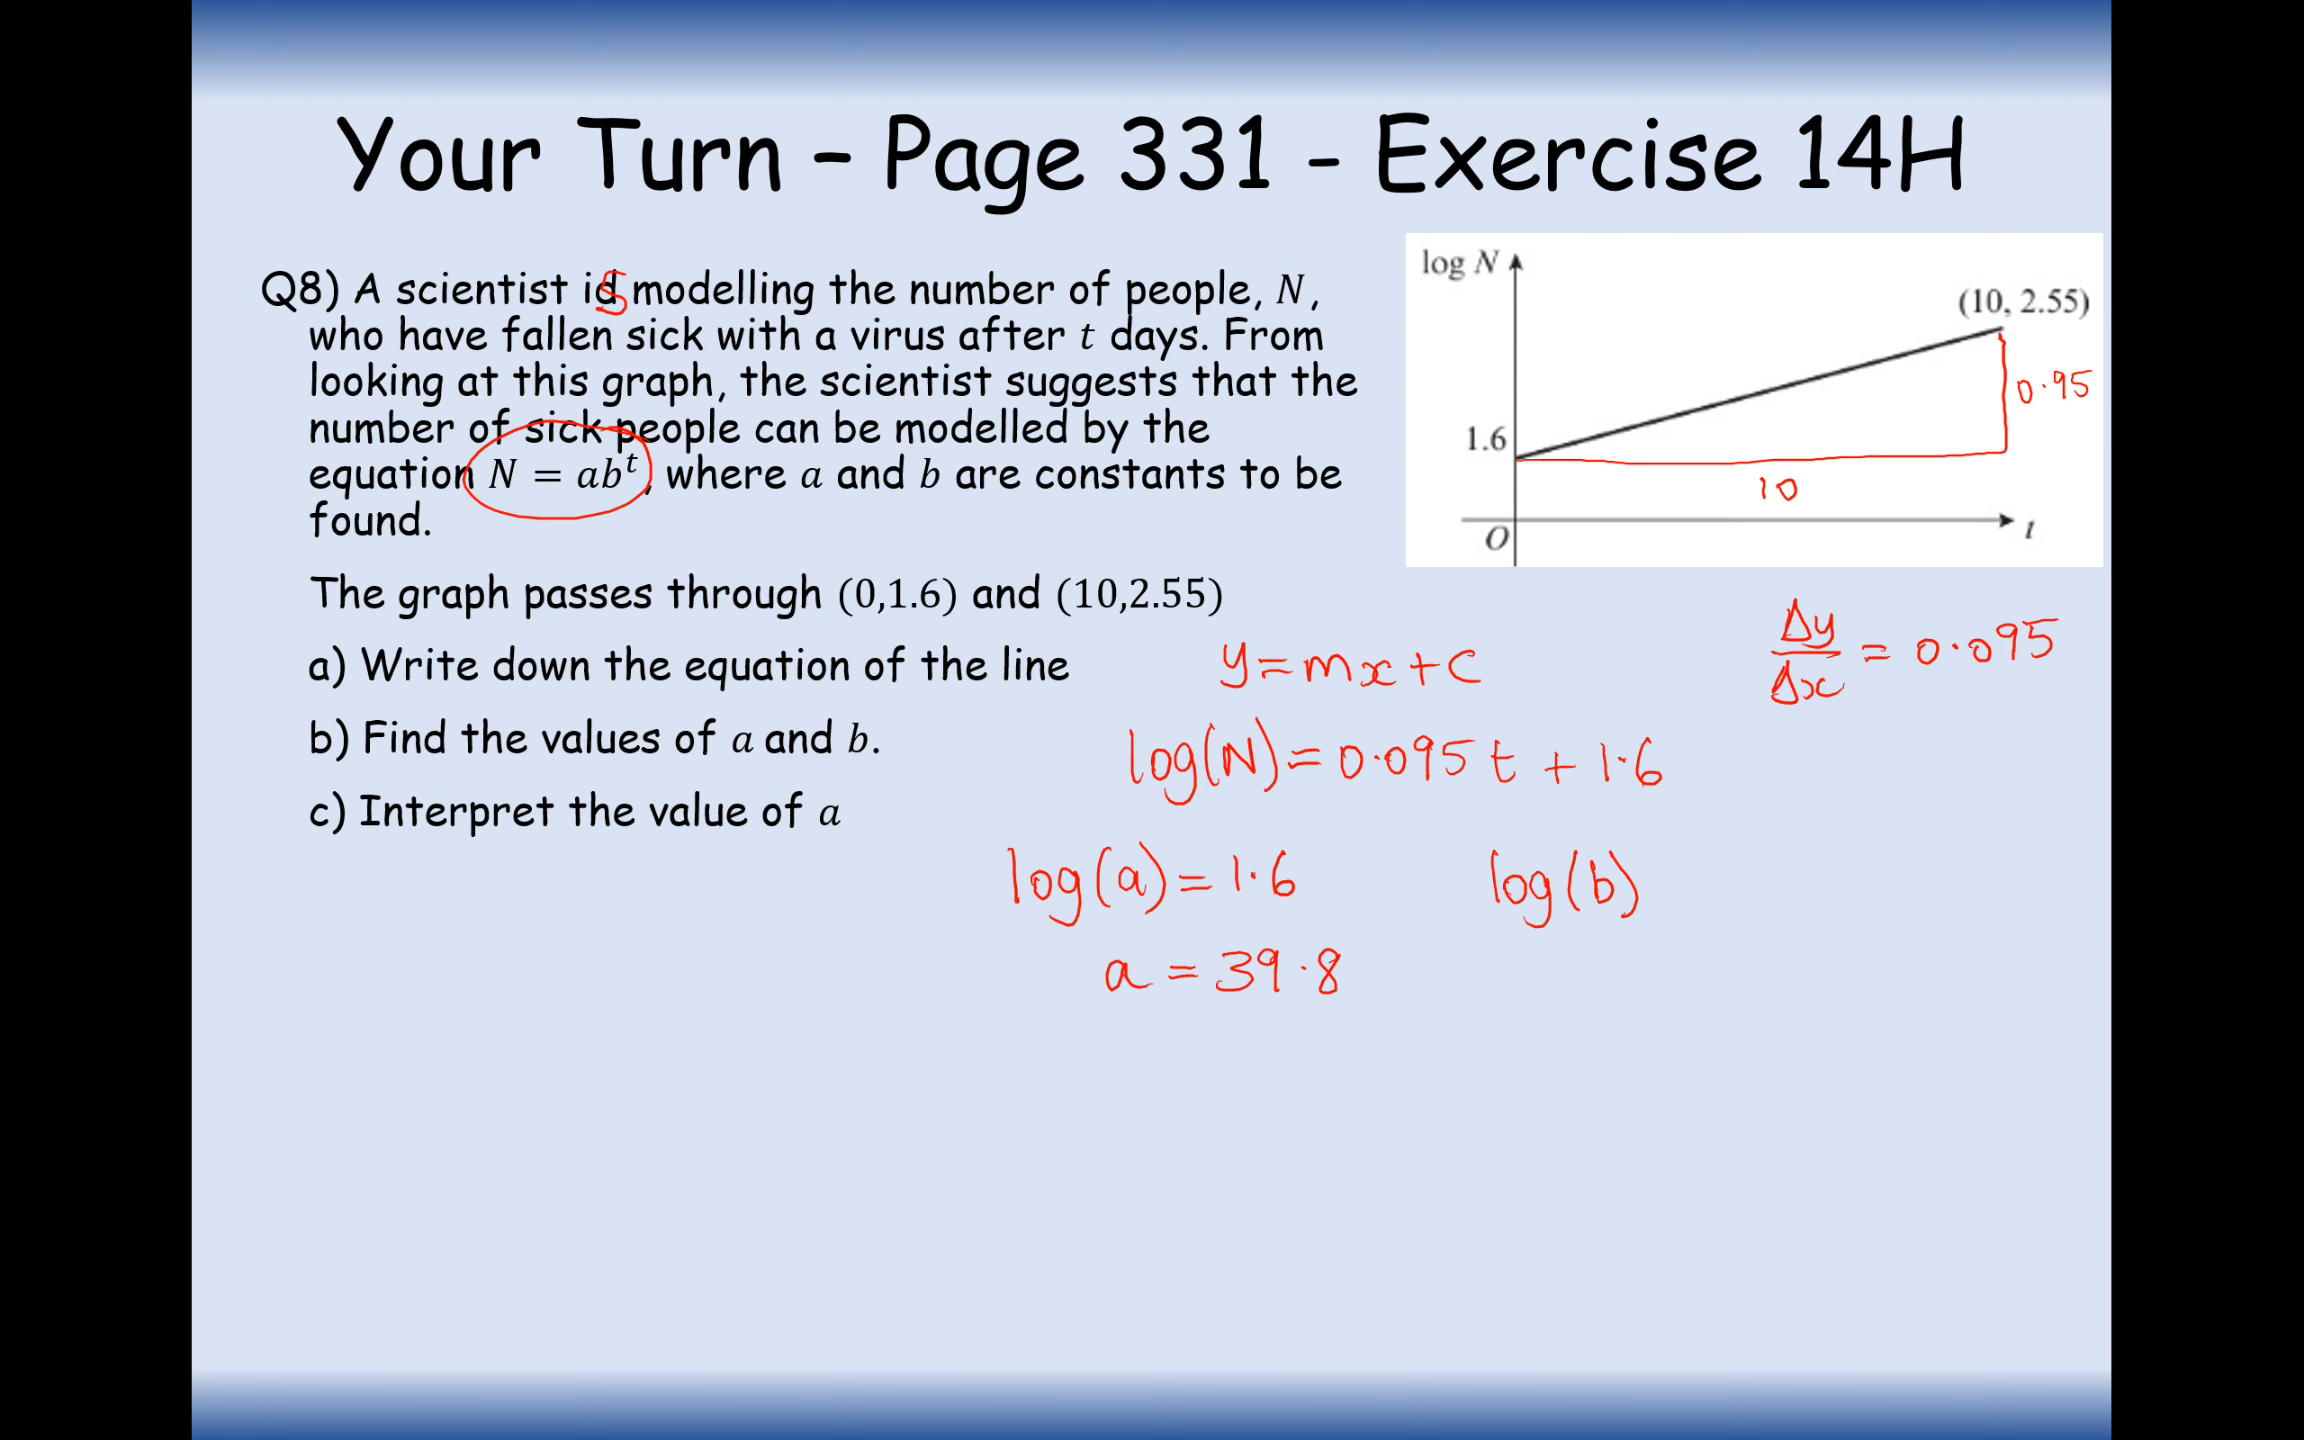 Your Turn – Page 331 - Exercise 14H
Q8) A scientist is modelling the number of people, N,
who have fallen sick with a virus after t days. From
looking at this graph, the scientist suggests that the
number of sick people can be modelled by the
equation N = abᵗ, where a and b are constants to be
found.
The graph passes through (0,1.6) and (10,2.55)
a) Write down the equation of the line
b) Find the values of a and b.
c) Interpret the value of a
log N
(10, 2.55)
0.95
1.6
10
O
t
Δy/Δx = 0.095
y=mx+c
log(N)=0.095t + 1.6
log(a)=1.6
log(b)
a = 39.8